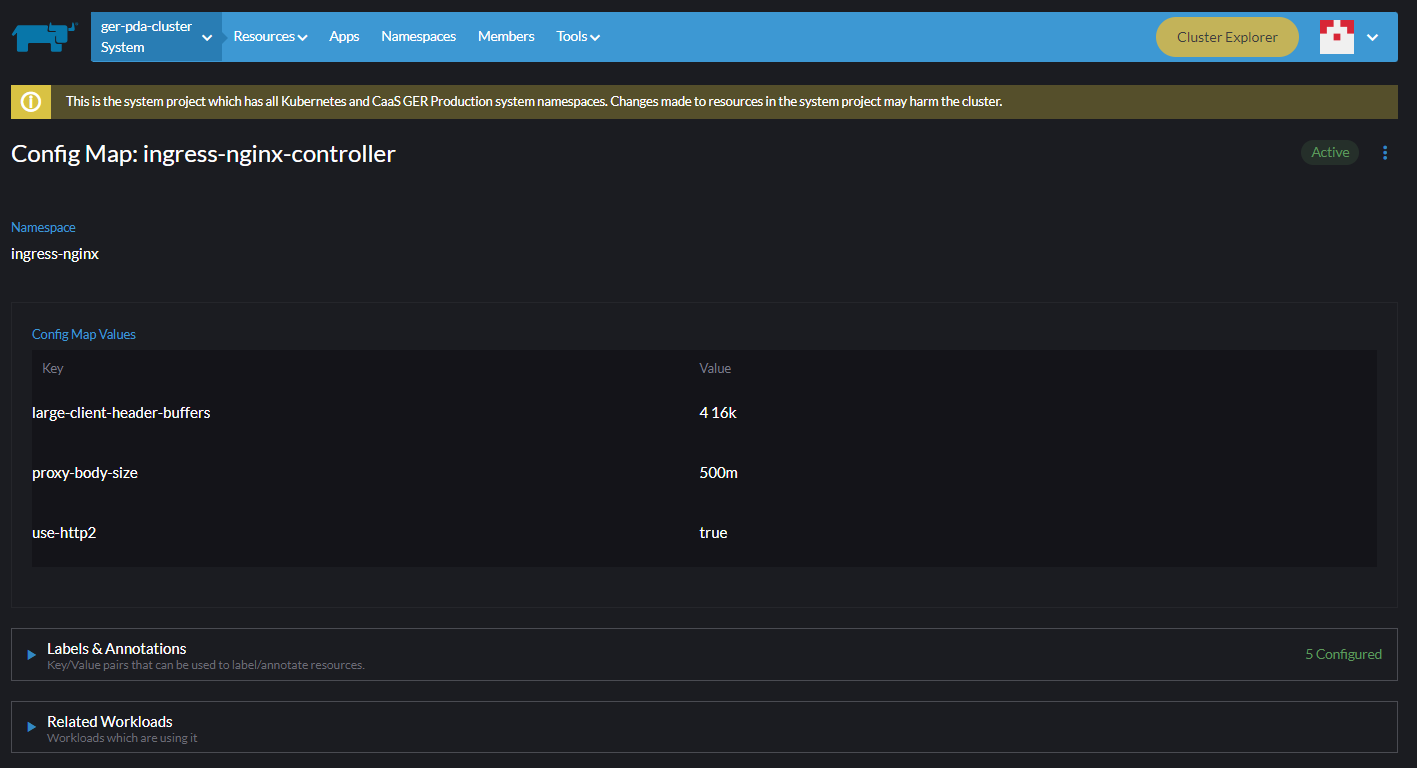 ger-pda-cluster
System
Resources
Apps
Namespaces
Members
Tools
Cluster Explorer
This is the system project which has all Kubernetes and CaaS GER Production system namespaces. Changes made to resources in the system project may harm the cluster.
Config Map: ingress-nginx-controller
Active
Namespace
ingress-nginx
Config Map Values
Key Value
large-client-header-buffers 4 16k
proxy-body-size 500m
use-http2 true
Labels & Annotations
Key/Value pairs that can be used to label/annotate resources.
5 Configured
Related Workloads
Workloads which are using it